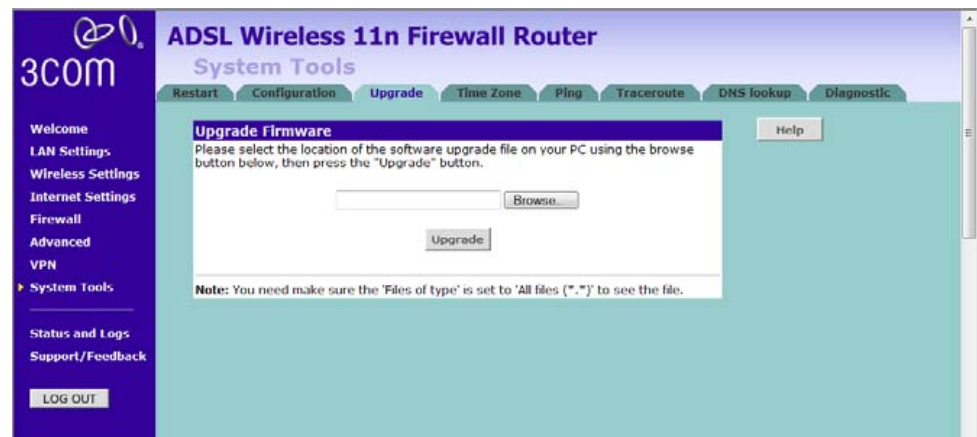 3COM
ADSL Wireless 11n Firewall Router
System Tools
Restart
Configuration
Upgrade
Time Zone
Ping
Traceroute
DNS lookup
Diagnostic
Welcome
LAN Settings
Wireless Settings
Internet Settings
Firewall
Advanced
VPN
System Tools
Status and Logs
Support/Feedback
LOG OUT
Upgrade Firmware
Please select the location of the software upgrade file on your PC using the browse
button below, then press the "Upgrade" button.
Browse...
Upgrade
Note: You need make sure the 'Files of type' is set to 'All files ("*.*")' to see the file.
Help